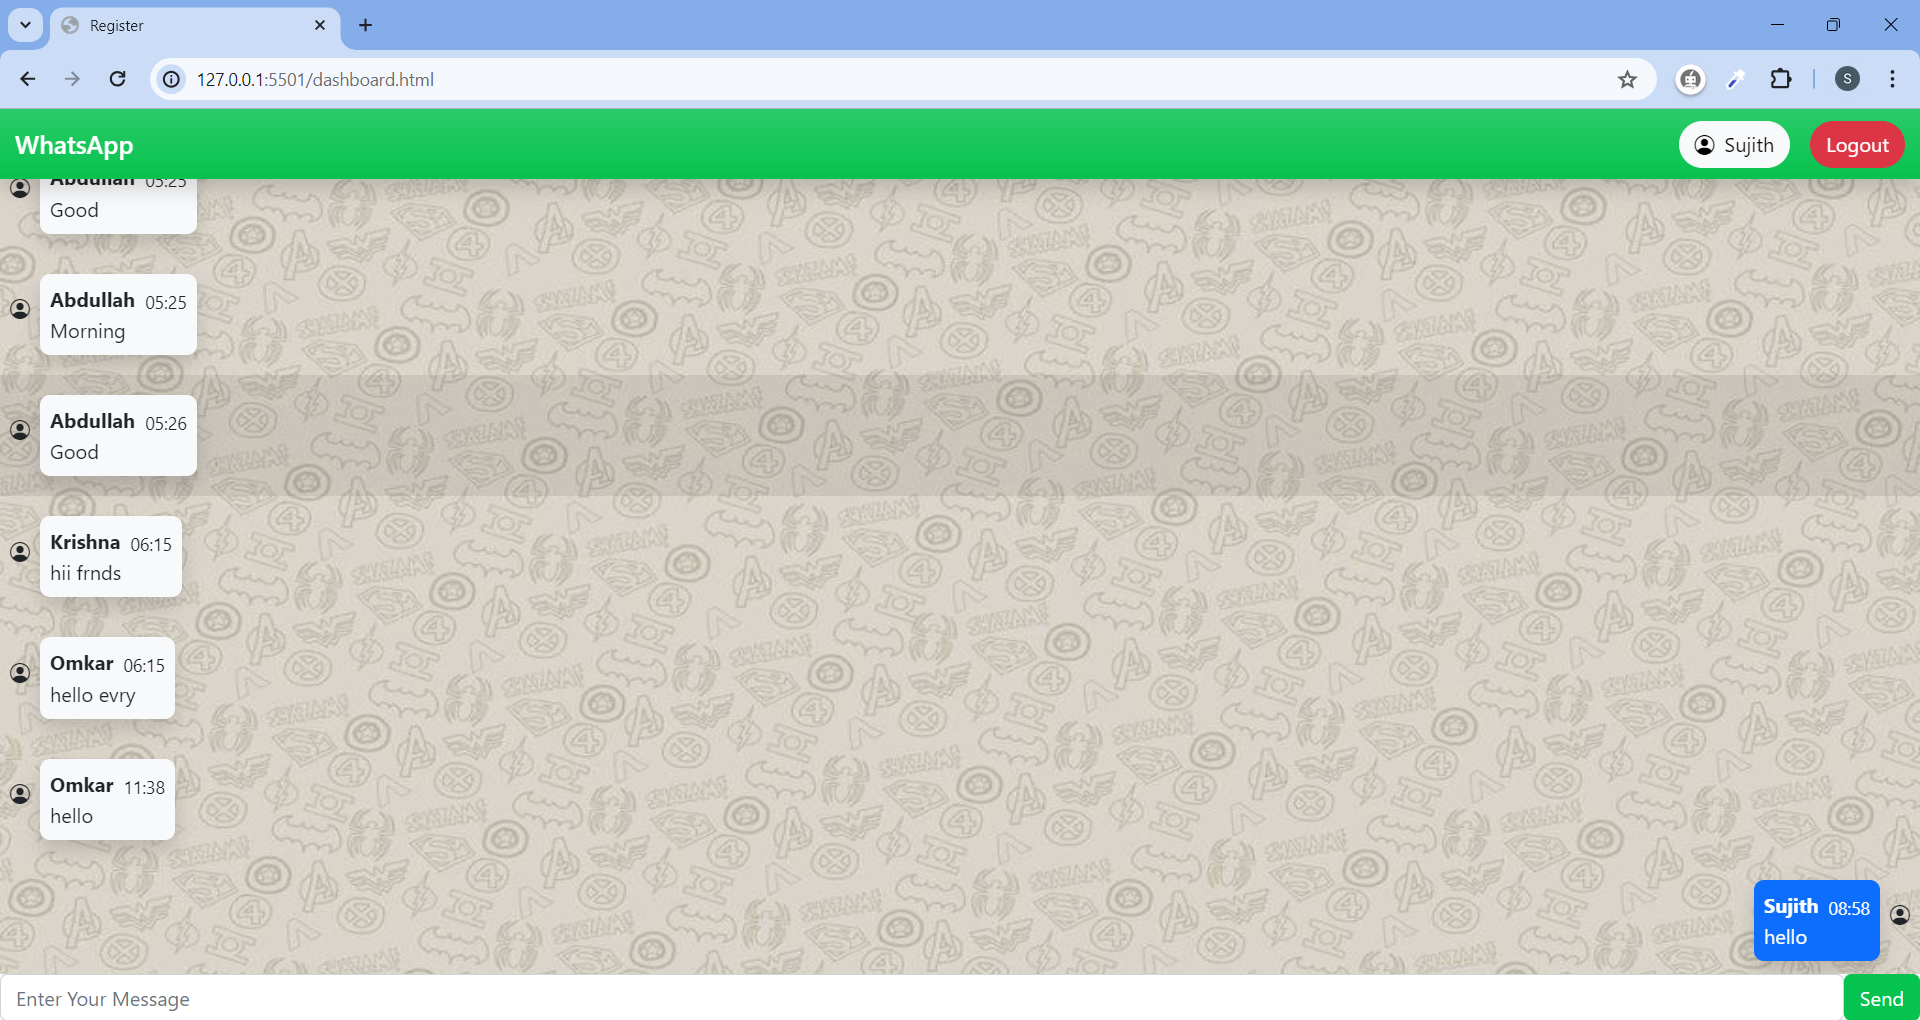 Register
127.0.0.1:5501/dashboard.html
S
WhatsApp
Sujith
Logout
Abdullah 05:25
Good
Abdullah 05:25
Morning
Abdullah 05:26
Good
Krishna 06:15
hii frnds
Omkar 06:15
hello evry
Omkar 11:38
hello
Sujith 08:58
hello
Enter Your Message
Send